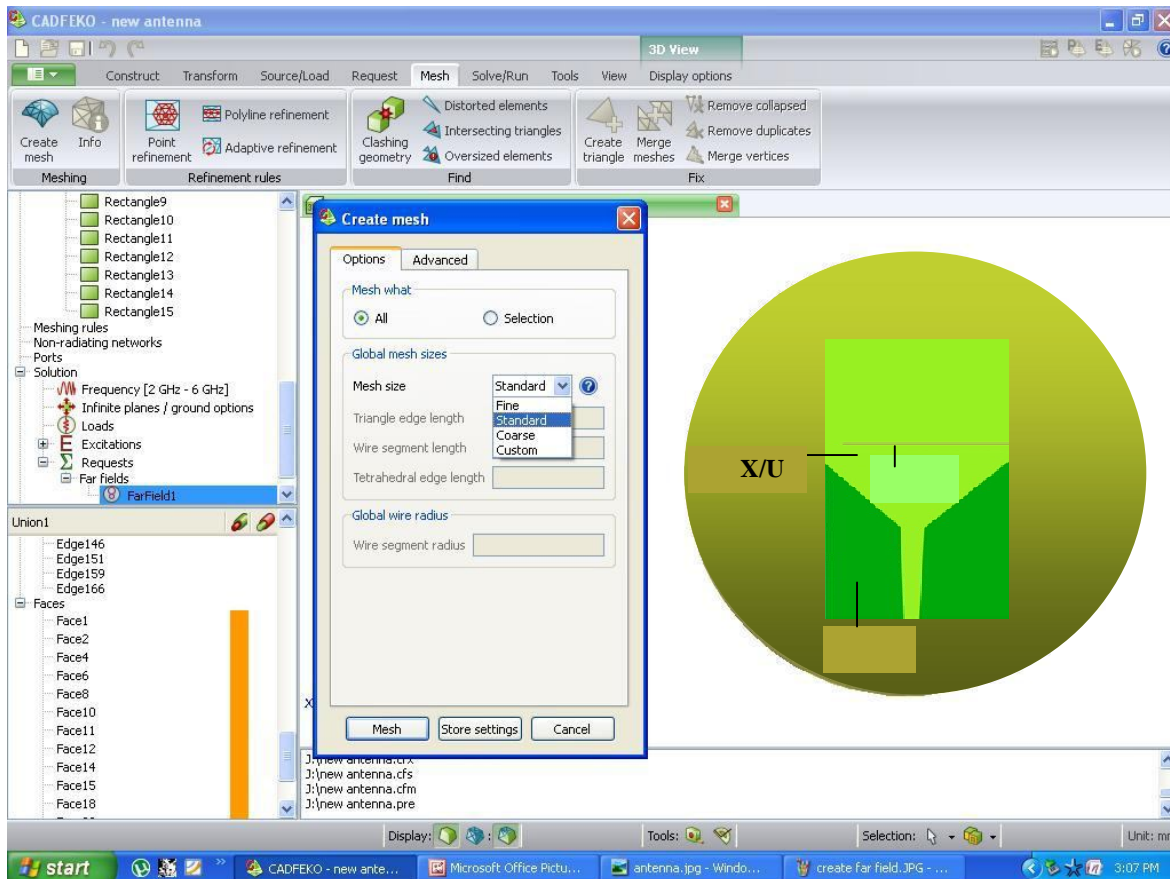 CADFEKO - new antenna
3D View
Construct Transform Source/Load Request Mesh Solve/Run Tools View Display options
Create mesh
Info
Meshing
Point refinement
Polyline refinement
Adaptive refinement
Refinement rules
Clashing geometry
Distorted elements
Intersecting triangles
Oversized elements
Find
Create triangle
Merge meshes
Remove collapsed
Remove duplicates
Merge vertices
Fix
Rectangle9
Rectangle10
Rectangle11
Rectangle12
Rectangle13
Rectangle14
Rectangle15
Meshing rules
Non-radiating networks
Ports
Solution
Frequency [2 GHz - 6 GHz]
Infinite planes / ground options
Loads
Excitations
Requests
Far fields
FarField1
Union1
Edge146
Edge151
Edge159
Edge166
Faces
Face1
Face2
Face4
Face6
Face8
Face10
Face11
Face12
Face14
Face15
Face18
Create mesh
Options Advanced
Mesh what
All Selection
Global mesh sizes
Mesh size Standard
Fine
Standard
Coarse
Custom
Triangle edge length
Wire segment length
Tetrahedral edge length
Global wire radius
Wire segment radius
Mesh Store settings Cancel
X/U
X
J:\new antenna.cfx
J:\new antenna.cfs
J:\new antenna.cfm
J:\new antenna.pre
Display: : Tools: Selection: Unit: mm
start
CADFEKO - new ante...
Microsoft Office Pictu...
antenna.jpg - Windo...
create far field.JPG - ...
3:07 PM